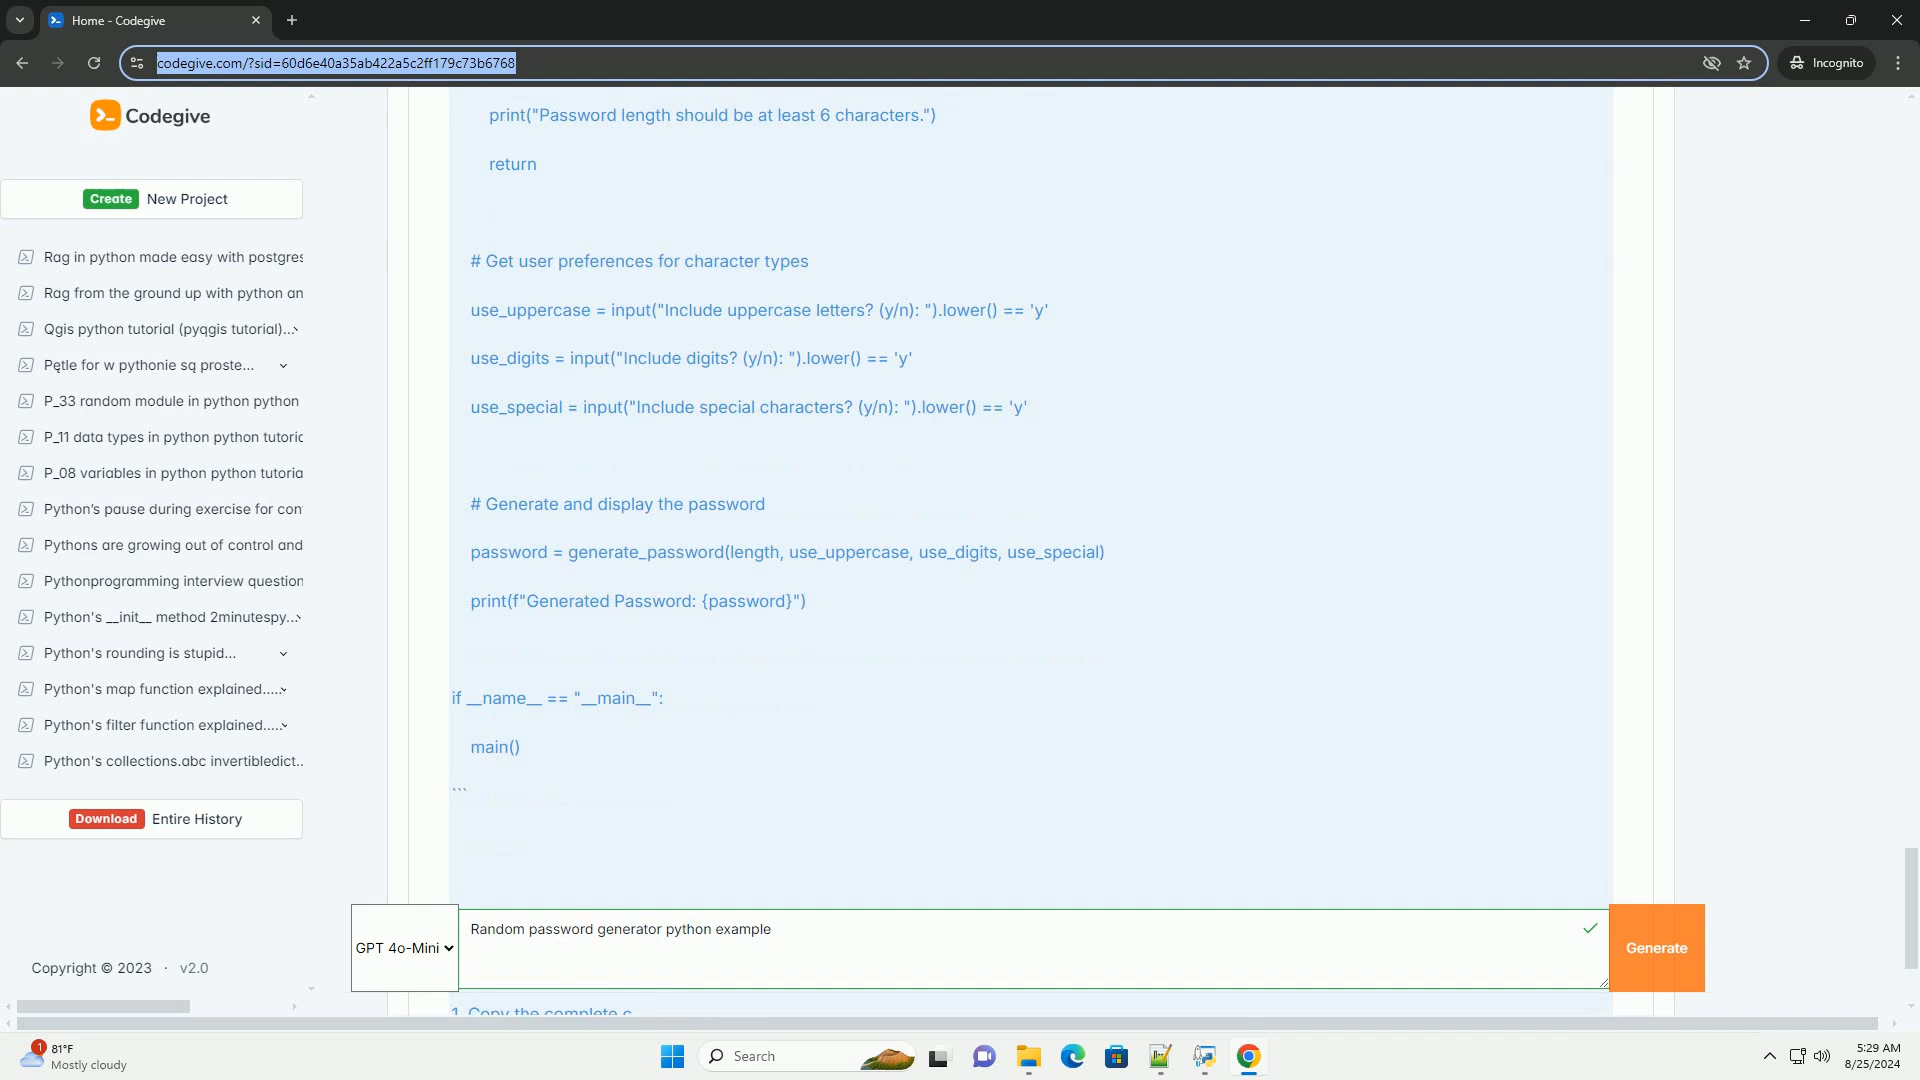 Home - Codegive
codegive.com/?sid=60d6e40a35ab422a5c2ff179c73b6768
Incognito
Codegive
Create New Project
Rag in python made easy with postgres
Rag from the ground up with python an
Qgis python tutorial (pyqgis tutorial)...
Pętle for w pythonie są proste...
P_33 random module in python python
P_11 data types in python python tutoria
P_08 variables in python python tutoria
Python's pause during exercise for con
Pythons are growing out of control and
Pythonprogramming interview question
Python's __init__ method 2minutespy...
Python's rounding is stupid...
Python's map function explained.....
Python's filter function explained.....
Python's collections.abc invertibledict...
Download Entire History
Copyright © 2023 · v2.0
print("Password length should be at least 6 characters.")
return
# Get user preferences for character types
use_uppercase = input("Include uppercase letters? (y/n): ").lower() == 'y'
use_digits = input("Include digits? (y/n): ").lower() == 'y'
use_special = input("Include special characters? (y/n): ").lower() == 'y'
# Generate and display the password
password = generate_password(length, use_uppercase, use_digits, use_special)
print(f"Generated Password: {password}")
if __name__ == "__main__":
main()
```
GPT 4o-Mini
Random password generator python example
Generate
1. Copy the complete c
1
81°F
Mostly cloudy
Search
5:29 AM
8/25/2024